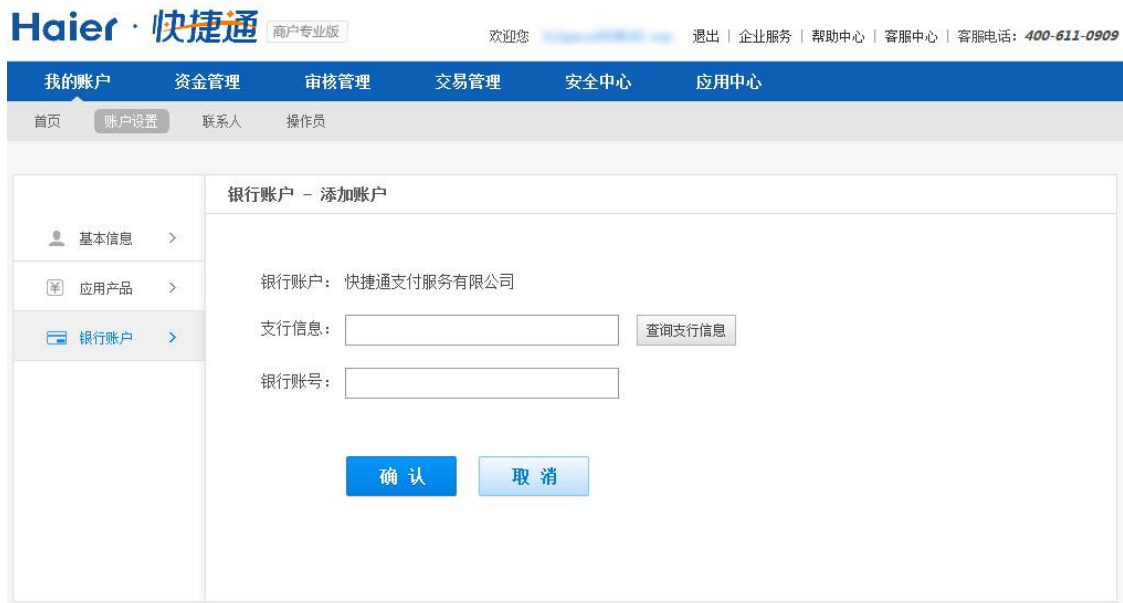 Haier · 快捷通 商户专业版
欢迎您 退出 | 企业服务 | 帮助中心 | 客服中心 | 客服电话：400-611-0909
我的账户 资金管理 审核管理 交易管理 安全中心 应用中心
首页 账户设置 联系人 操作员
银行账户 - 添加账户
基本信息
应用产品
银行账户
银行账户： 快捷通支付服务有限公司
支行信息： 查询支行信息
银行账号：
确 认 取 消